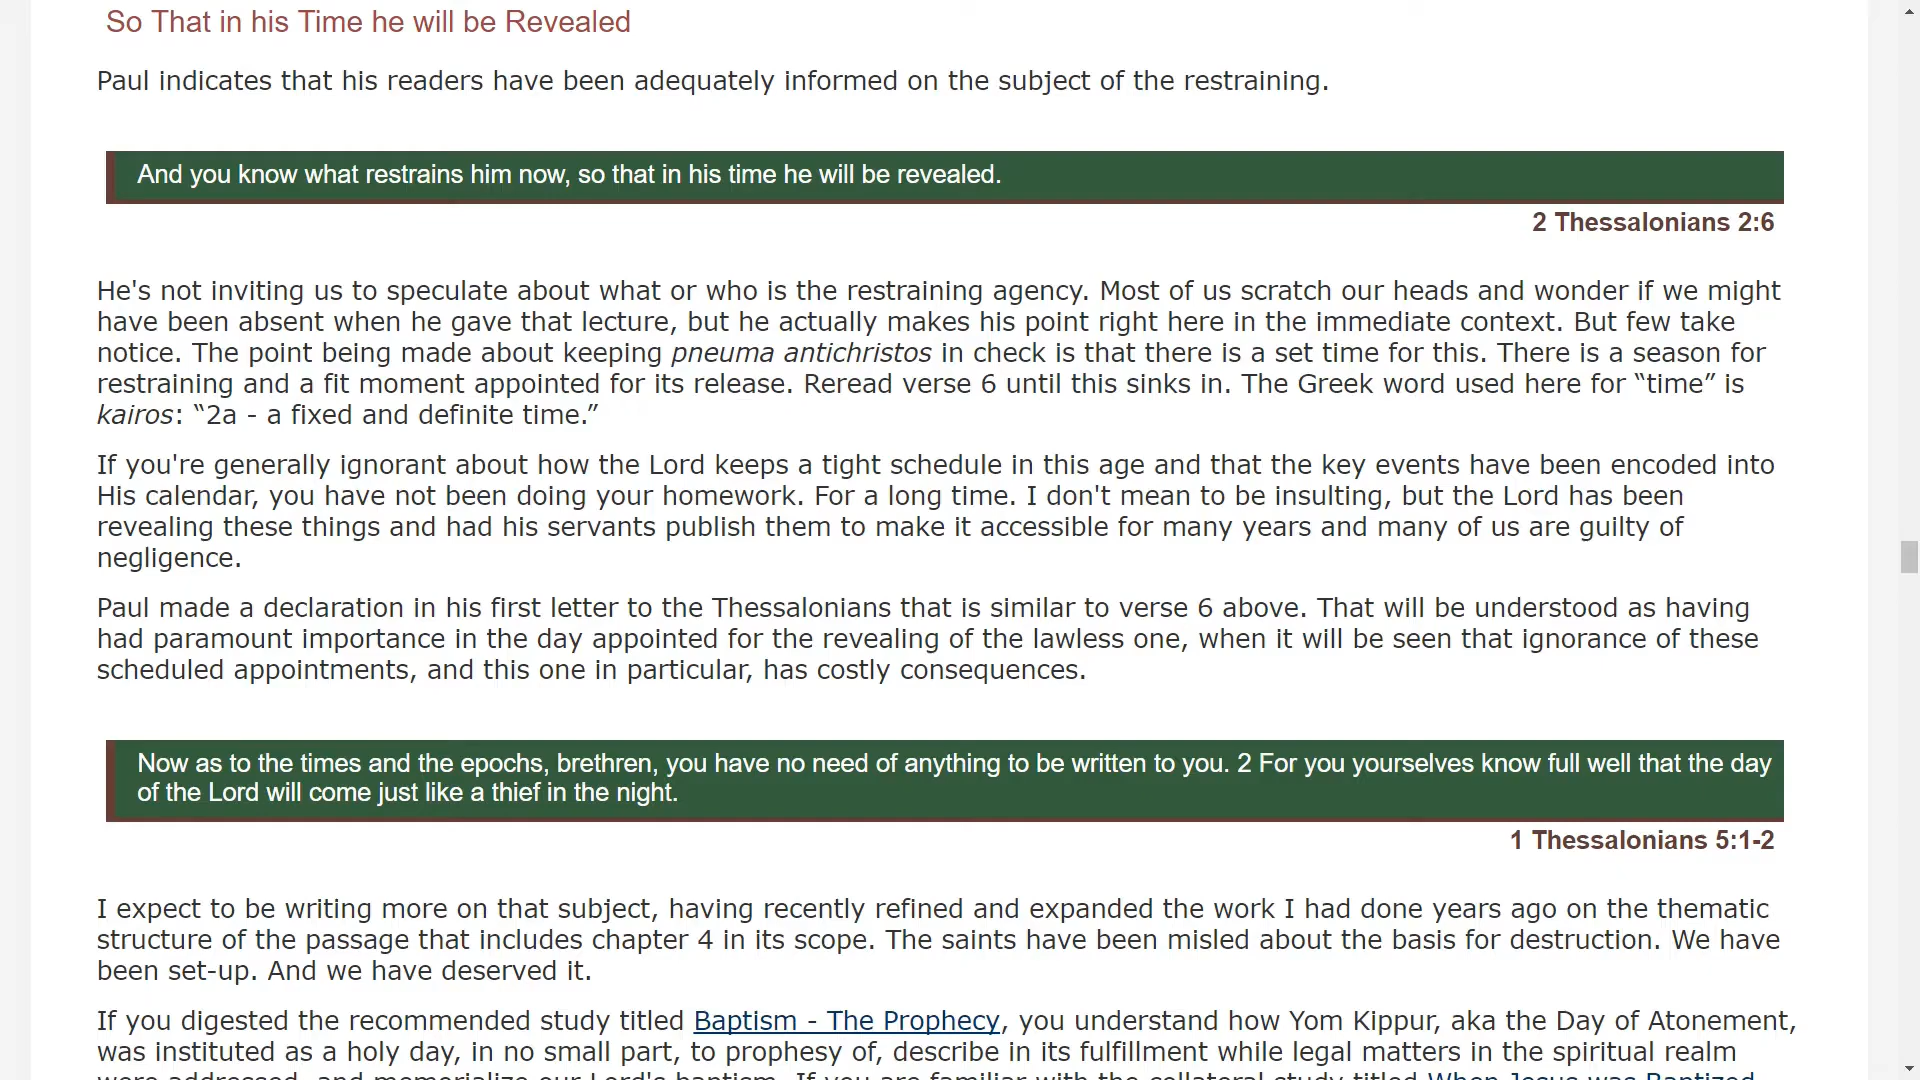 So That in his Time he will be Revealed
Paul indicates that his readers have been adequately informed on the subject of the restraining.
And you know what restrains him now, so that in his time he will be revealed.
2 Thessalonians 2:6
He's not inviting us to speculate about what or who is the restraining agency. Most of us scratch our heads and wonder if we might
have been absent when he gave that lecture, but he actually makes his point right here in the immediate context. But few take
notice. The point being made about keeping pneuma antichristos in check is that there is a set time for this. There is a season for
restraining and a fit moment appointed for its release. Reread verse 6 until this sinks in. The Greek word used here for “time” is
kairos: “2a - a fixed and definite time.”
If you're generally ignorant about how the Lord keeps a tight schedule in this age and that the key events have been encoded into
His calendar, you have not been doing your homework. For a long time. I don't mean to be insulting, but the Lord has been
revealing these things and had his servants publish them to make it accessible for many years and many of us are guilty of
negligence.
Paul made a declaration in his first letter to the Thessalonians that is similar to verse 6 above. That will be understood as having
had paramount importance in the day appointed for the revealing of the lawless one, when it will be seen that ignorance of these
scheduled appointments, and this one in particular, has costly consequences.
Now as to the times and the epochs, brethren, you have no need of anything to be written to you. 2 For you yourselves know full well that the day
of the Lord will come just like a thief in the night.
1 Thessalonians 5:1-2
I expect to be writing more on that subject, having recently refined and expanded the work I had done years ago on the thematic
structure of the passage that includes chapter 4 in its scope. The saints have been misled about the basis for destruction. We have
been set-up. And we have deserved it.
If you digested the recommended study titled Baptism - The Prophecy, you understand how Yom Kippur, aka the Day of Atonement,
was instituted as a holy day, in no small part, to prophesy of, describe in its fulfillment while legal matters in the spiritual realm
were addressed, and memorialize our Lord's baptism. If you are familiar with the collateral study titled When Jesus was Baptized